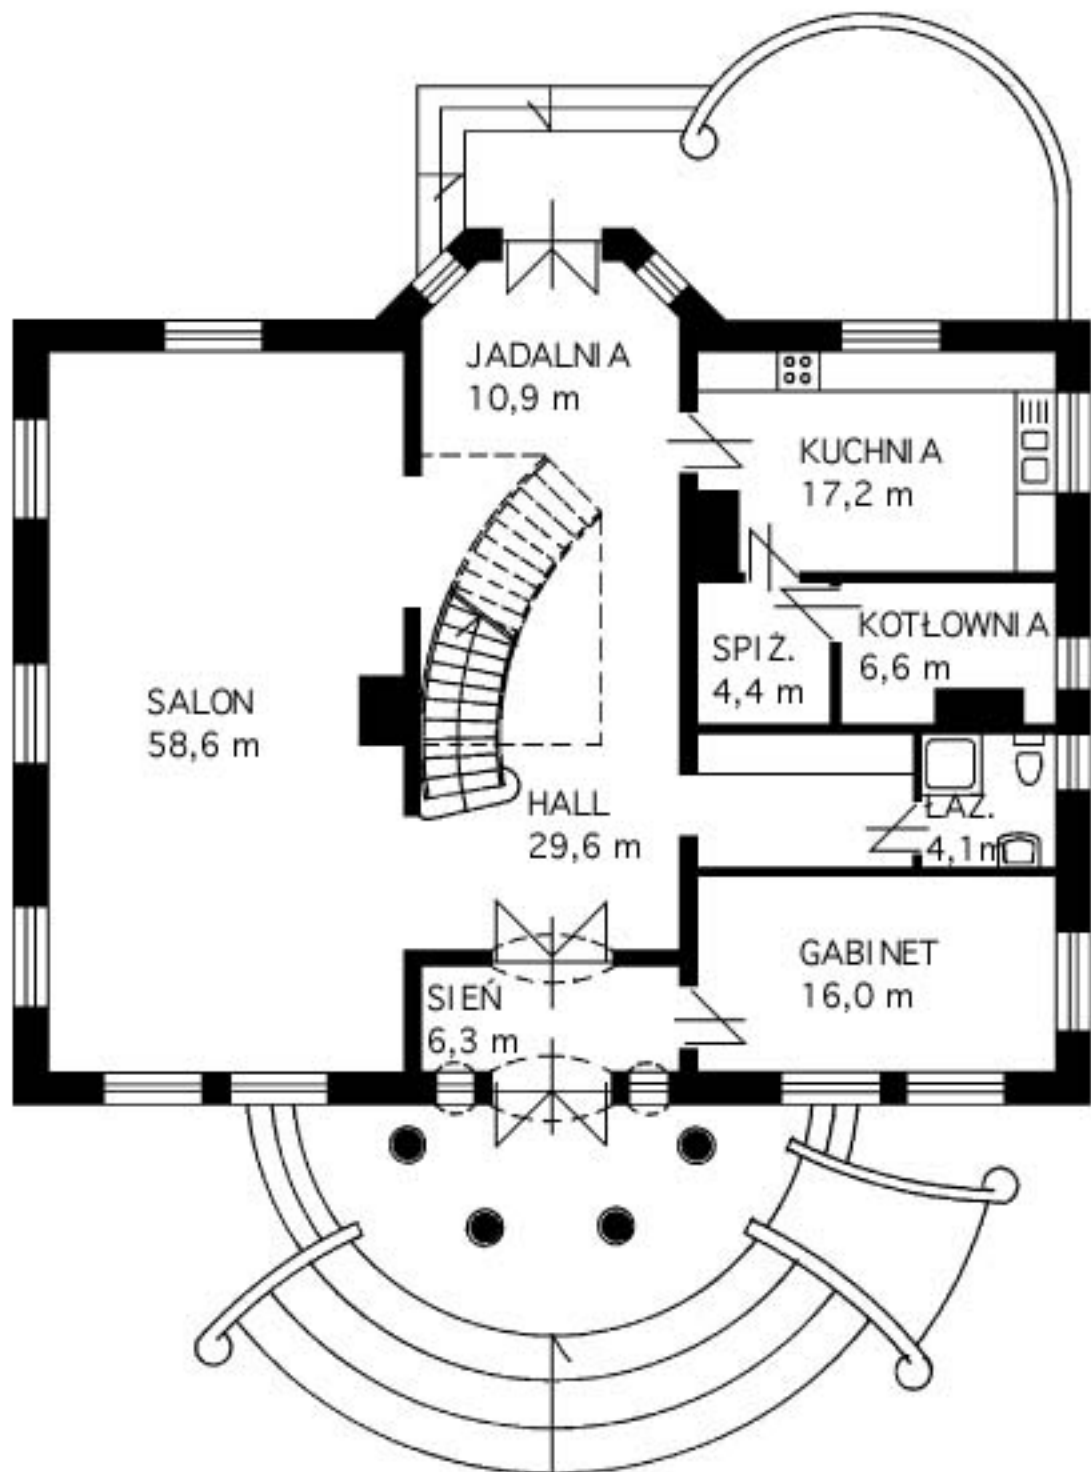 JADALNIA
10,9 m
KUCHNIA
17,2 m
KOTŁOWNIA
6,6 m
SPIŻ.
4,4 m
SALON
58,6 m
HALL
29,6 m
ŁAZ.
4,1m
GABINET
16,0 m
SIEŃ
6,3 m